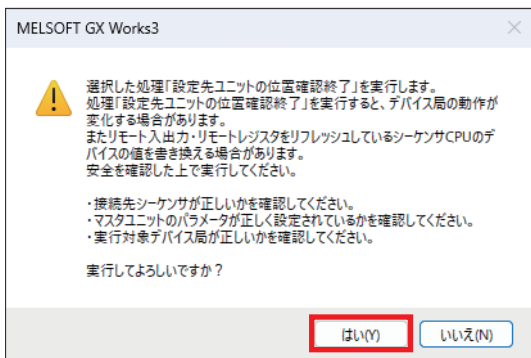 MELSOFT GX Works3
選択した処理「設定先ユニットの位置確認終了」を実行します。
処理「設定先ユニットの位置確認終了」を実行すると、デバイス局の動作が
変化する場合があります。
またリモート入出力・リモートレジスタをリフレッシュしているシーケンサCPUのデ
バイスの値を書き換える場合があります。
安全を確認した上で実行してください。
・接続先シーケンサが正しいかを確認してください。
・マスタユニットのパラメータが正しく設定されているかを確認してください。
・実行対象デバイス局が正しいかを確認してください。
実行してよろしいですか？
はい(Y)
いいえ(N)